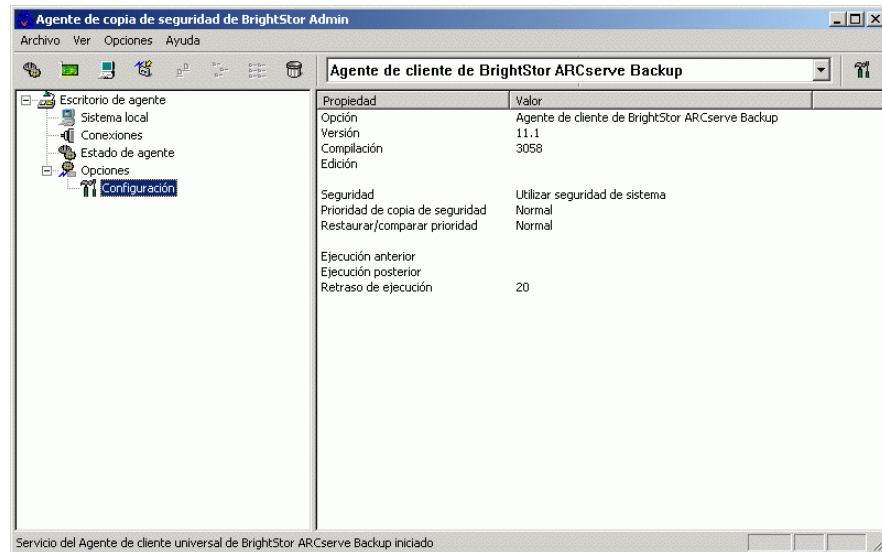 Agente de copia de seguridad de BrightStor Admin
Archivo Ver Opciones Ayuda
Agente de cliente de BrightStor ARCserve Backup
Escritorio de agente
Sistema local
Conexiones
Estado de agente
Opciones
Configuración
Propiedad Valor
Opción Agente de cliente de BrightStor ARCserve Backup
Versión 11.1
Compilación 3058
Edición
Seguridad Utilizar seguridad de sistema
Prioridad de copia de seguridad Normal
Restaurar/comparar prioridad Normal
Ejecución anterior
Ejecución posterior
Retraso de ejecución 20
Servicio del Agente de cliente universal de BrightStor ARCserve Backup iniciado